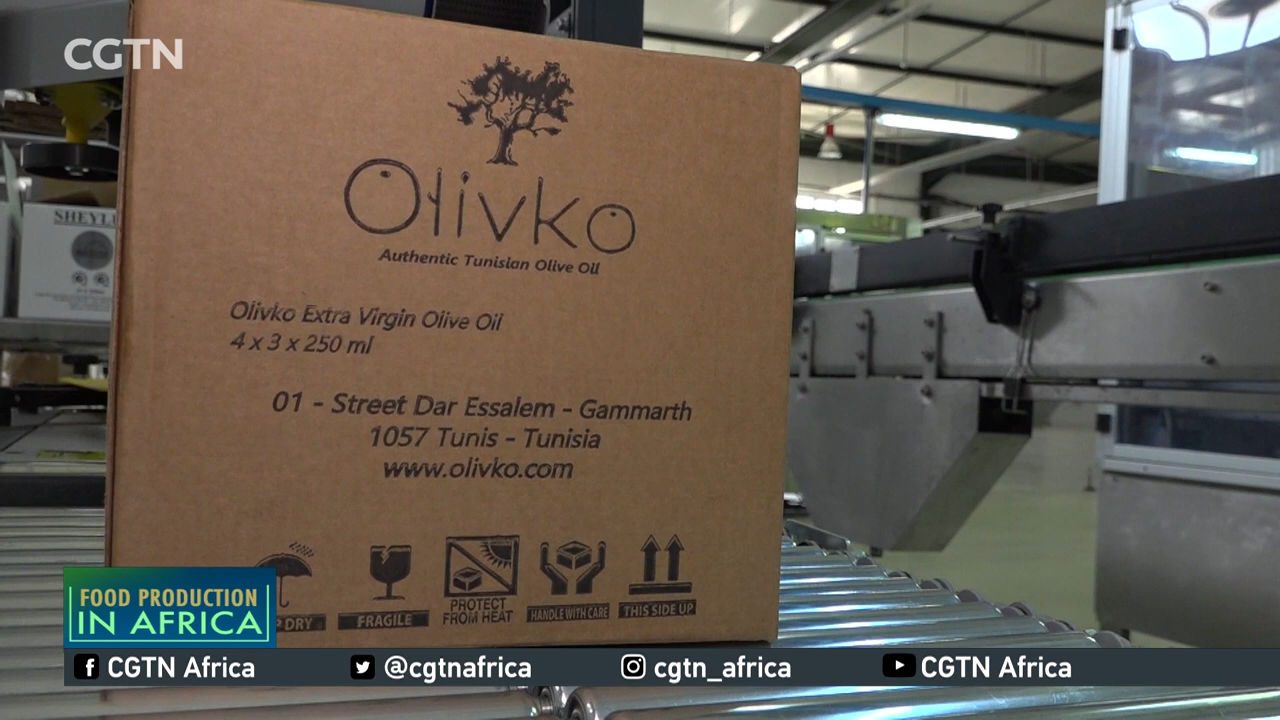 CGTN
Olivko
Authentic Tunisian Olive Oil
Olivko Extra Virgin Olive Oil
4 x 3 x 250 ml
01 - Street Dar Essalem - Gammarth
1057 Tunis - Tunisia
www.olivko.com
DRY
FRAGILE
PROTECT
FROM HEAT
HANDLE WITH CARE
THIS SIDE UP
FOOD PRODUCTION
IN AFRICA
CGTN Africa
@cgtnafrica
cgtn_africa
CGTN Africa